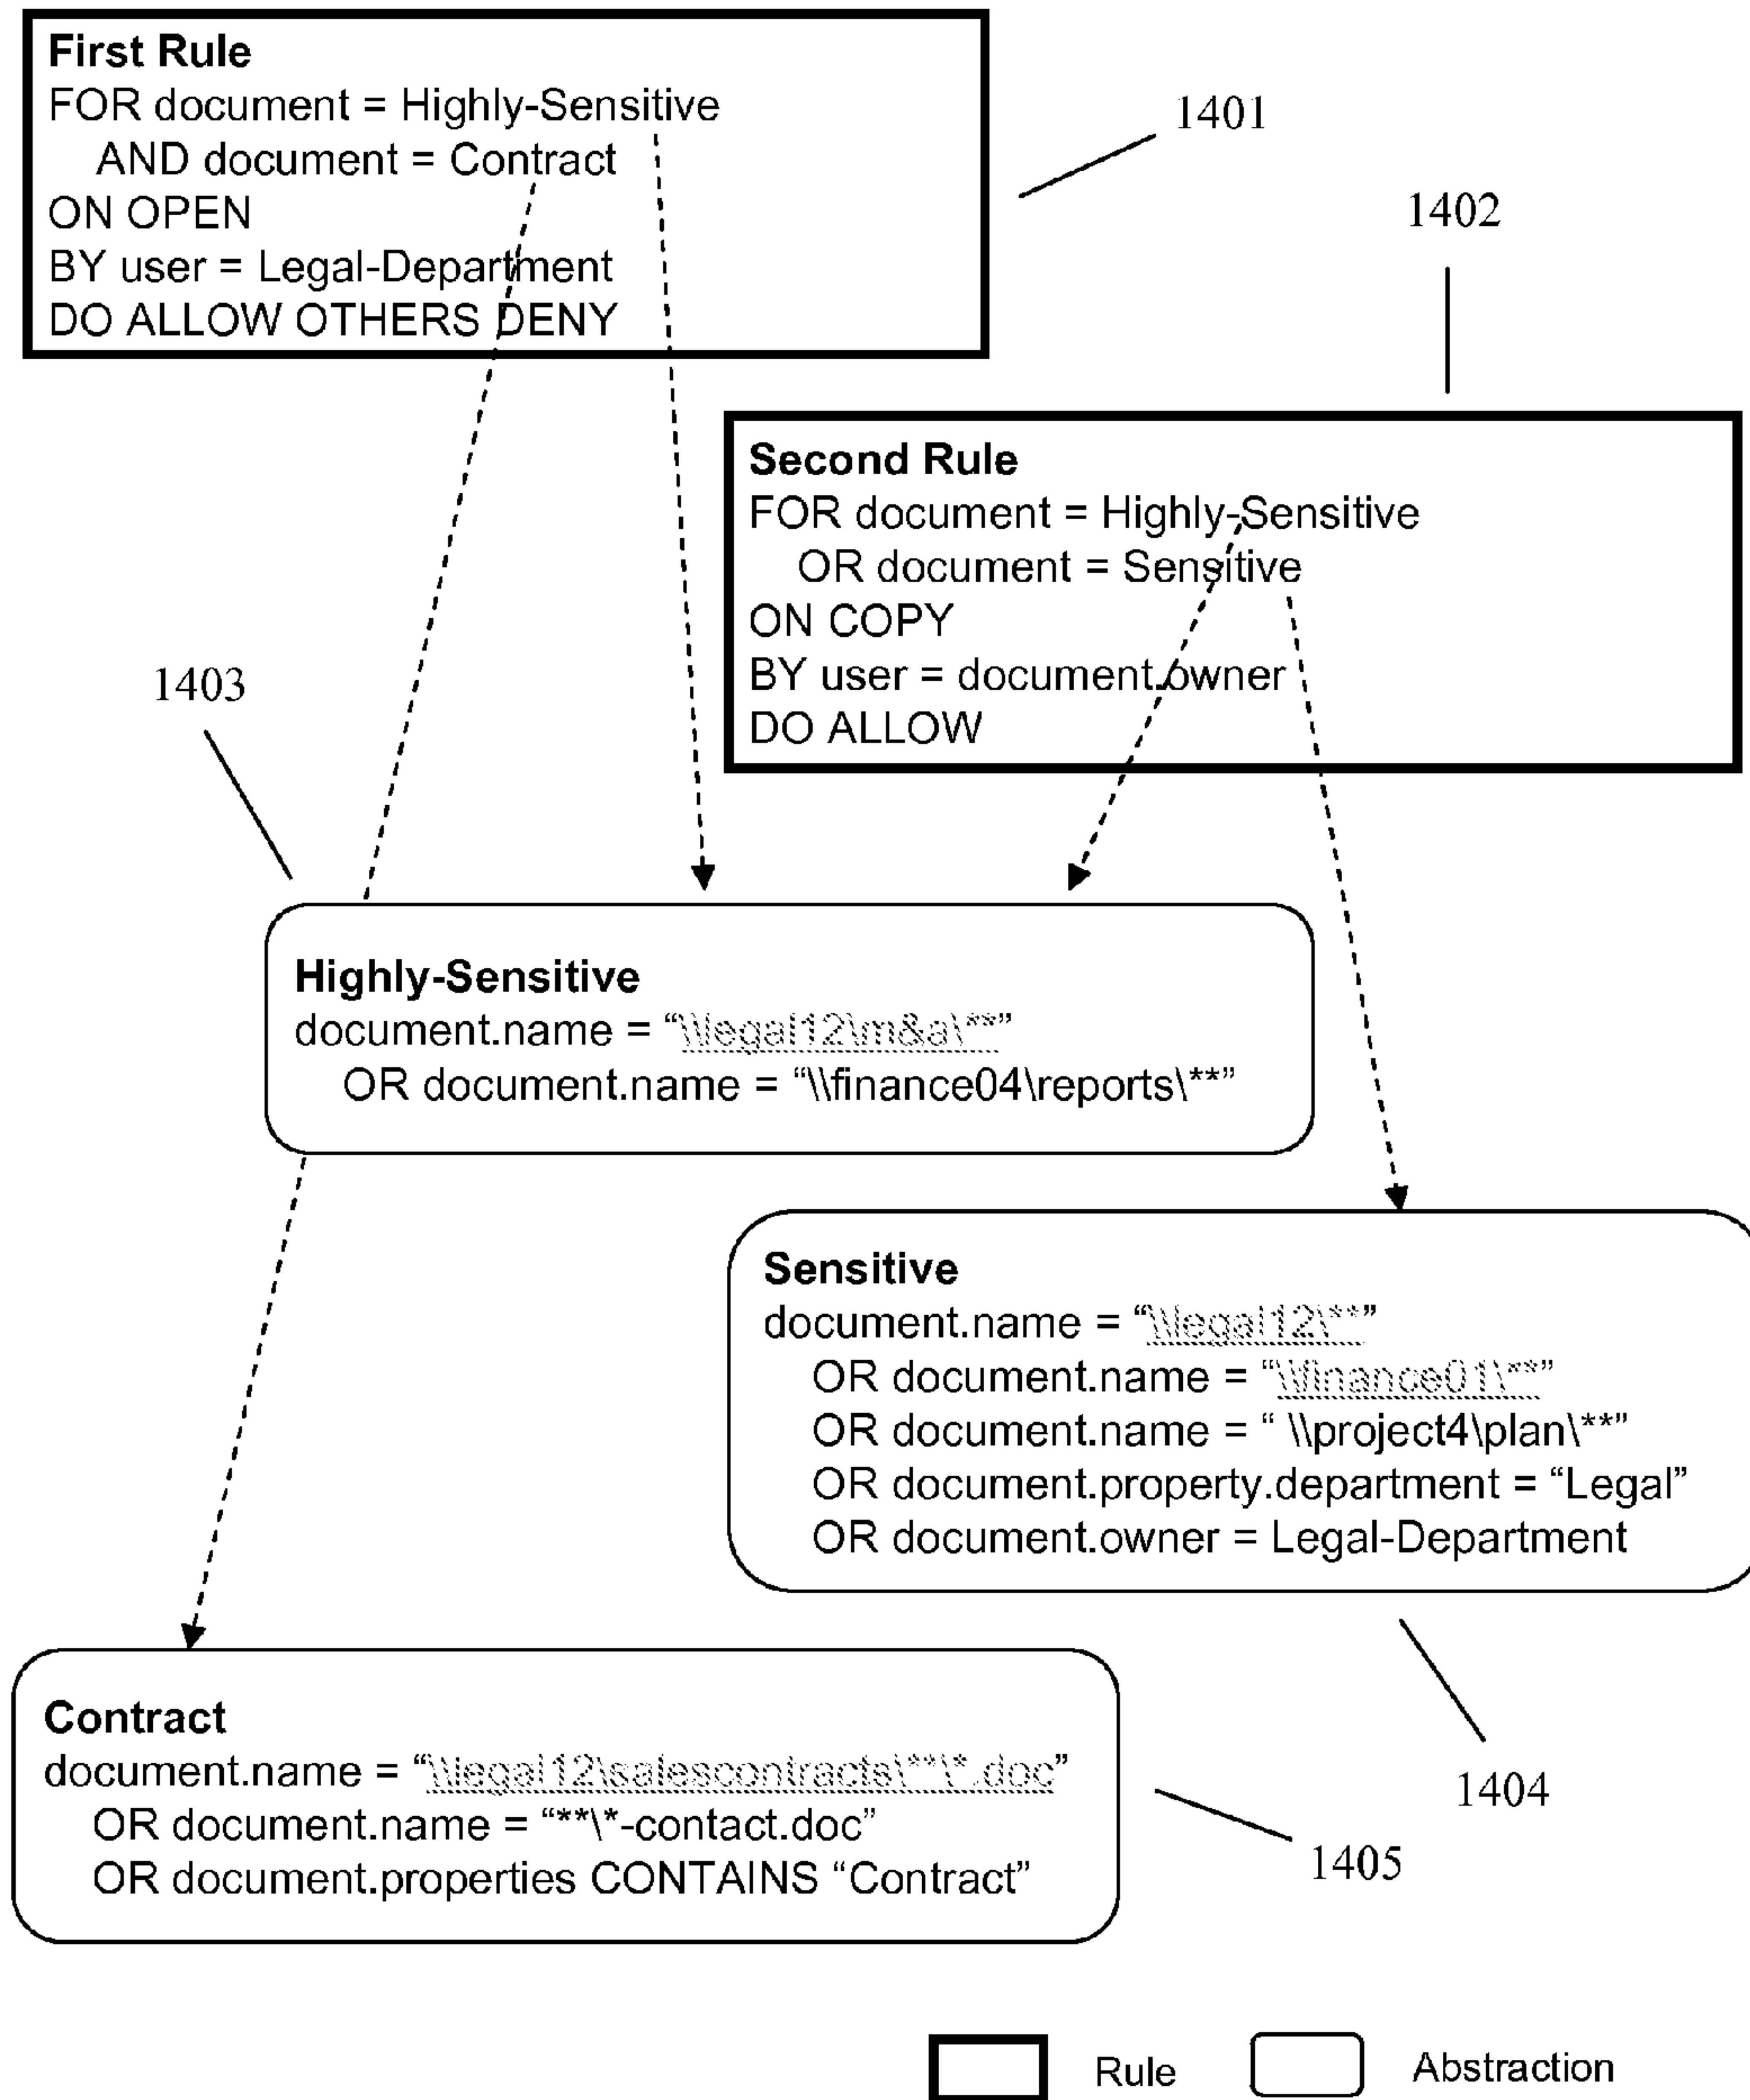 First Rule
FOR document = Highly-Sensitive
AND document = Contract
ON OPEN
BY user = Legal-Department
DO ALLOW OTHERS DENY
1401
1402
Second Rule
FOR document = Highly-Sensitive
OR document = Sensitive
ON COPY
BY user = document.owner
DO ALLOW
1403
Highly-Sensitive
document.name = “\\legal12\m&a\**”
OR document.name = “\\finance04\reports\**”
Sensitive
document.name = “\\legal12\**”
OR document.name = “\\finance01\**”
OR document.name = “ \\project4\plan\**”
OR document.property.department = “Legal”
OR document.owner = Legal-Department
1404
Contract
document.name = “\\legal12\salescontracts\**\*.doc”
OR document.name = “**\*-contact.doc”
OR document.properties CONTAINS “Contract”
1405
Rule
Abstraction